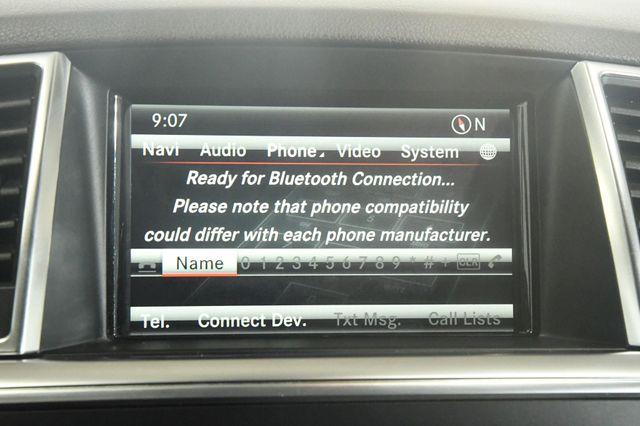 9:07 N
Navi Audio Phone Video System
Ready for Bluetooth Connection...
Please note that phone compatibility
could differ with each phone manufacturer.
Name 0 1 2 3 4 5 6 7 8 9 * # + CLR
Tel. Connect Dev. Txt Msg. Call Lists